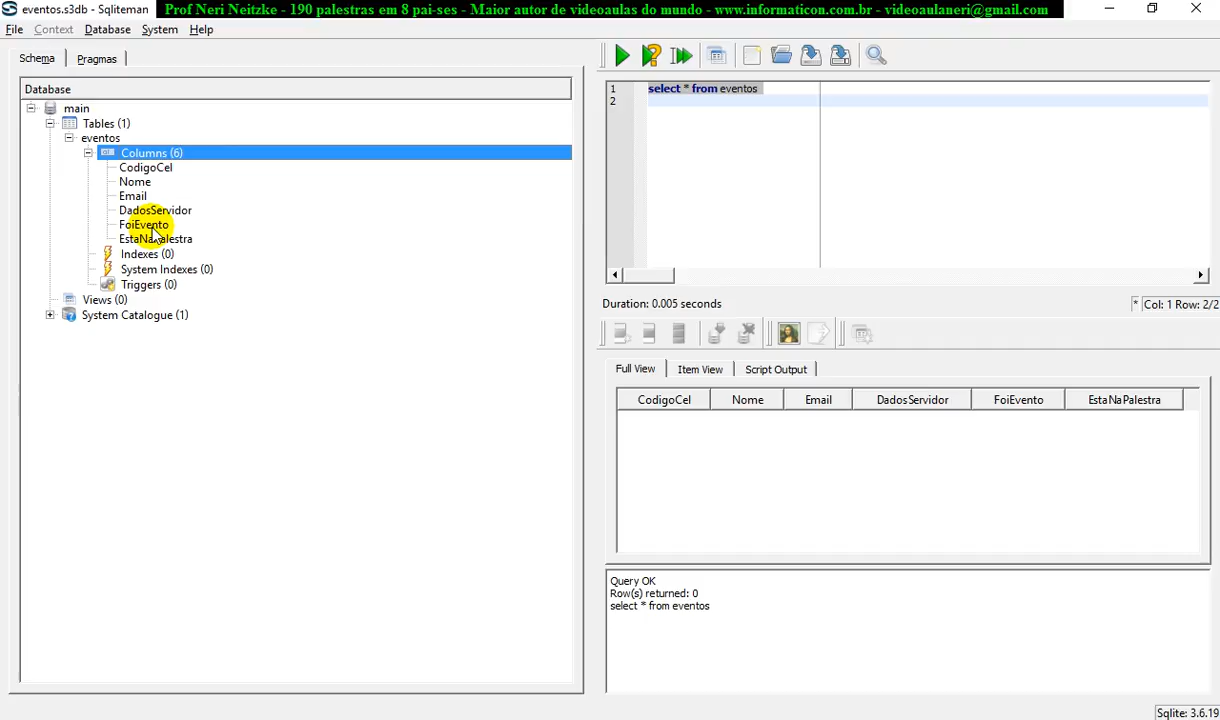 eventos.s3db - Sqliteman
Prof Neri Neitzke - 190 palestras em 8 pai-ses - Maior autor de videoaulas do mundo - www.informaticon.com.br - videoaulaneri@gmail.com
File Context Database System Help
Schema Pragmas
Database
main
Tables (1)
eventos
Columns (6)
CodigoCel
Nome
Email
DadosServidor
FoiEvento
EstaNaPalestra
Indexes (0)
System Indexes (0)
Triggers (0)
Views (0)
System Catalogue (1)
1 select * from eventos
2
Duration: 0.005 seconds
* Col: 1 Row: 2/2
Full View Item View Script Output
CodigoCel Nome Email DadosServidor FoiEvento EstaNaPalestra
Query OK
Row(s) returned: 0
select * from eventos
Sqlite: 3.6.19